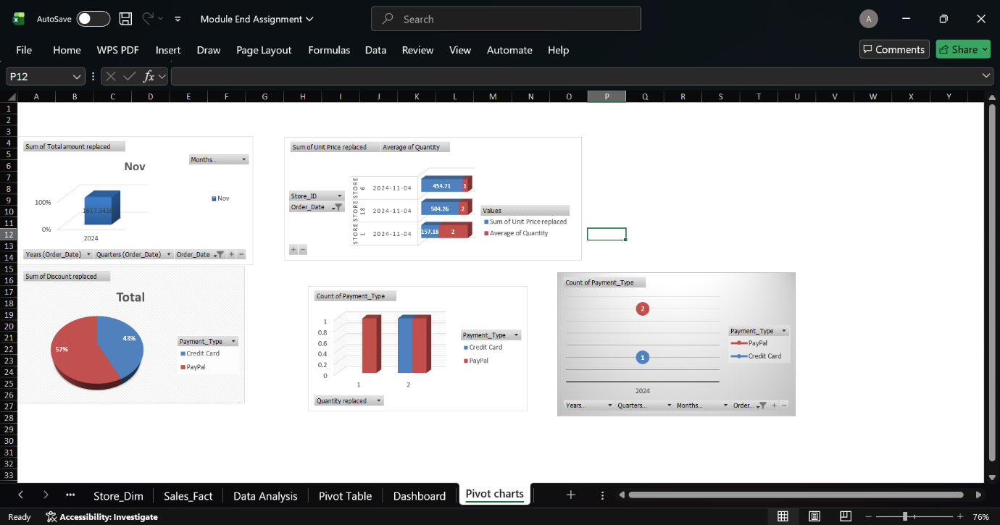 AutoSave
Module End Assignment
Search
A
File Home WPS PDF Insert Draw Page Layout Formulas Data Review View Automate Help
Comments Share
P12 fx
A B C D E F G H I J K L M N O P Q R S T U V W X Y
1
2
3
4
5
6
7
8
9
10
11
12
13
14
15
16
17
18
19
20
21
22
23
24
25
26
27
28
29
30
31
32
33
Sum of Total amount replaced
Months...
Nov
100%
0%
Nov
2024
Years (Order_Date) Quarters (Order_Date) Order_Date + −
Sum of Unit Price replaced Average of Quantity
Store_ID
Order_Date
STORE 6 2024-11-04 454.71 1
STORE 18 2024-11-04 504.26 2
STORE 1 2024-11-04 157.18 2
Values
Sum of Unit Price replaced
Average of Quantity
+ −
Sum of Discount replaced
Total
43%
57%
Payment_Type
Credit Card
PayPal
Count of Payment_Type
1
0.8
0.6
0.4
0.2
0
1 2
Payment_Type
Credit Card
PayPal
Quantity replaced
Count of Payment_Type
2
1
2024
Payment_Type
PayPal
Credit Card
Years... Quarters... Months... Order... + −
Store_Dim Sales_Fact Data Analysis Pivot Table Dashboard Pivot charts
Ready Accessibility: Investigate
76%